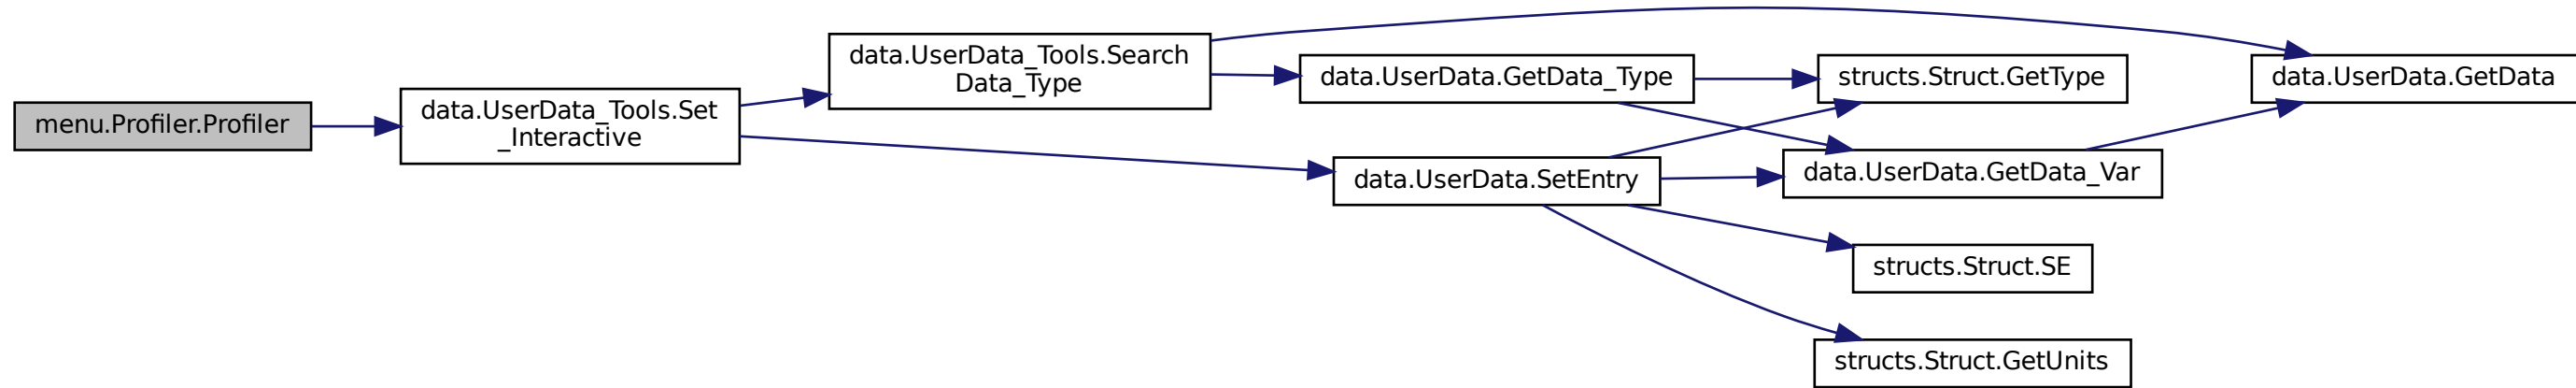 menu.Profiler.Profiler
data.UserData_Tools.Set
_Interactive
data.UserData_Tools.Search
Data_Type
data.UserData.GetData_Type
structs.Struct.GetType
data.UserData.GetData
data.UserData.SetEntry
data.UserData.GetData_Var
structs.Struct.SE
structs.Struct.GetUnits